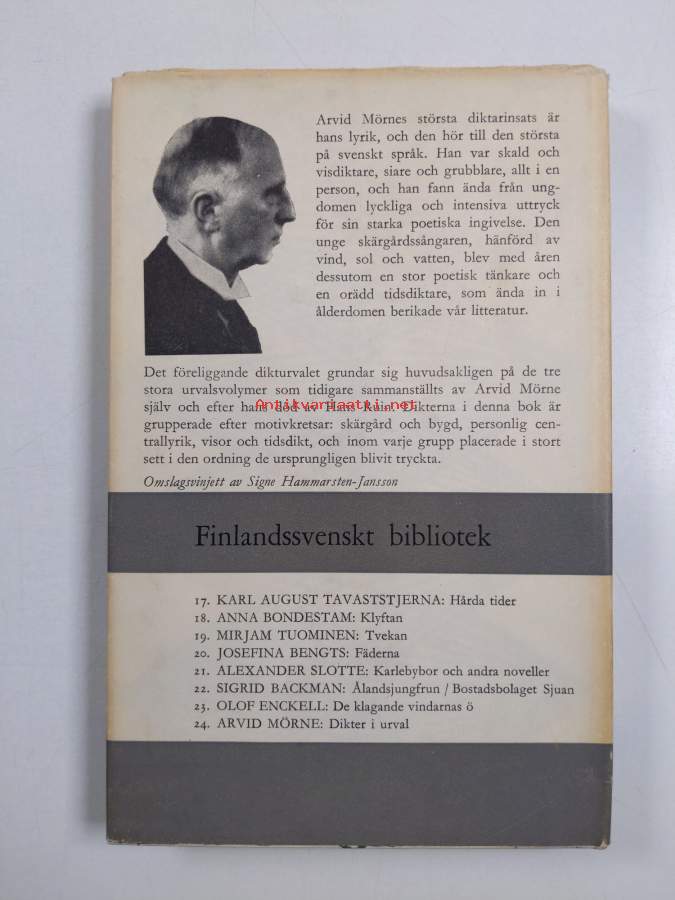 Arvid Mörnes största diktarinsats är
hans lyrik, och den hör till den största
på svenskt språk. Han var skald och
visdiktare, siare och grubblare, allt i en
person, och han fann ända från ung-
domen lyckliga och intensiva uttryck
för sin starka poetiska ingivelse. Den
unge skärgårdssångaren, hänförd av
vind, sol och vatten, blev med åren
dessutom en stor poetisk tänkare och
en orädd tidsdiktare, som ända in i
ålderdomen berikade vår litteratur.
Det föreliggande dikturvalet grundar sig huvudsakligen på de tre
stora urvalsvolymer som tidigare sammanställts av Arvid Mörne
själv och efter hans död av Hans Ruin. Dikterna i denna bok är
Antikvariaatti.net
grupperade efter motivkretsar: skärgård och bygd, personlig cen-
trallyrik, visor och tidsdikt, och inom varje grupp placerade i stort
sett i den ordning de ursprungligen blivit tryckta.
Omslagsvinjett av Signe Hammarsten-Jansson
Finlandssvenskt bibliotek
17. KARL AUGUST TAVASTSTJERNA: Hårda tider
18. ANNA BONDESTAM: Klyftan
19. MIRJAM TUOMINEN: Tvekan
20. JOSEFINA BENGTS: Fäderna
21. ALEXANDER SLOTTE: Karlebybor och andra noveller
22. SIGRID BACKMAN: Ålandsjungfrun / Bostadsbolaget Sjuan
23. OLOF ENCKELL: De klagande vindarnas ö
24. ARVID MÖRNE: Dikter i urval